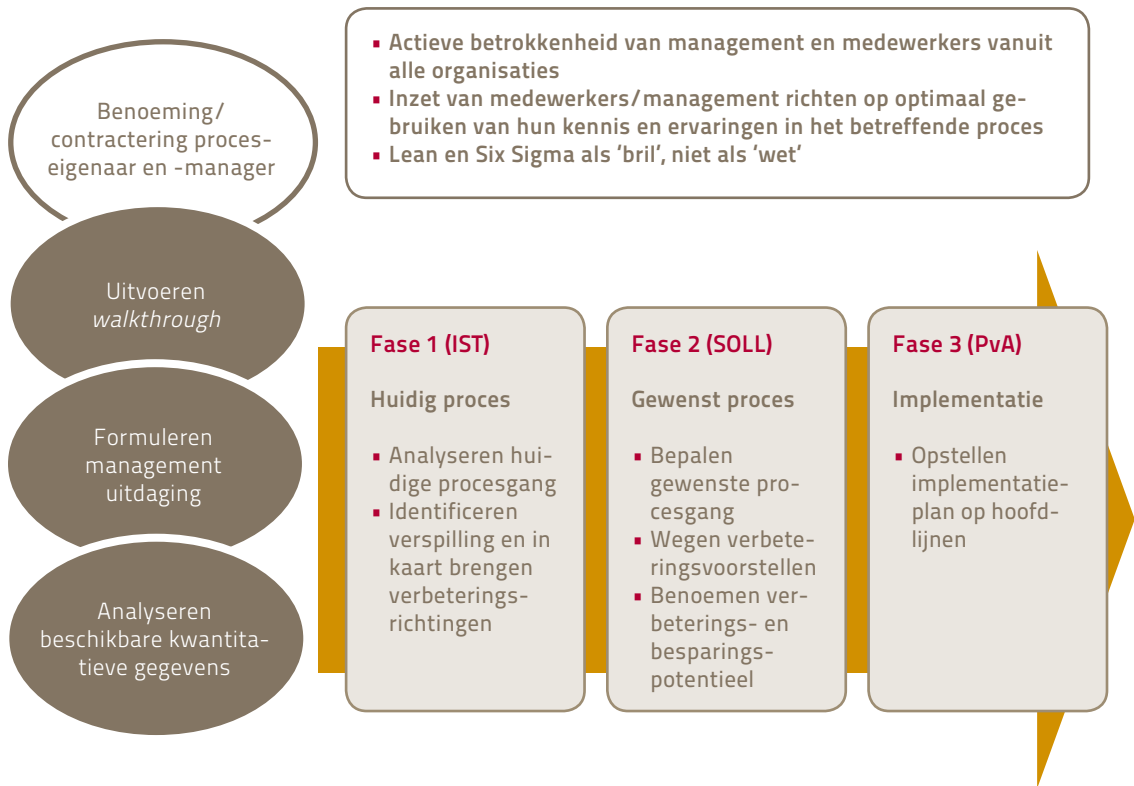 Benoeming/
contractering proces-
eigenaar en -manager
▪ Actieve betrokkenheid van management en medewerkers vanuit
alle organisaties
▪ Inzet van medewerkers/management richten op optimaal ge-
bruiken van hun kennis en ervaringen in het betreffende proces
▪ Lean en Six Sigma als ‘bril’, niet als ‘wet’
Uitvoeren
walkthrough
Formuleren
management
uitdaging
Analyseren
beschikbare kwantita-
tieve gegevens
Fase 1 (IST)
Huidig proces
▪ Analyseren hui-
dige procesgang
▪ Identificeren
verspilling en in
kaart brengen
verbeterings-
richtingen
Fase 2 (SOLL)
Gewenst proces
▪ Bepalen
gewenste pro-
cesgang
▪ Wegen verbete-
ringsvoorstellen
▪ Benoemen ver-
beterings- en
besparings-
potentieel
Fase 3 (PvA)
Implementatie
▪ Opstellen
implementatie-
plan op hoofd-
lijnen